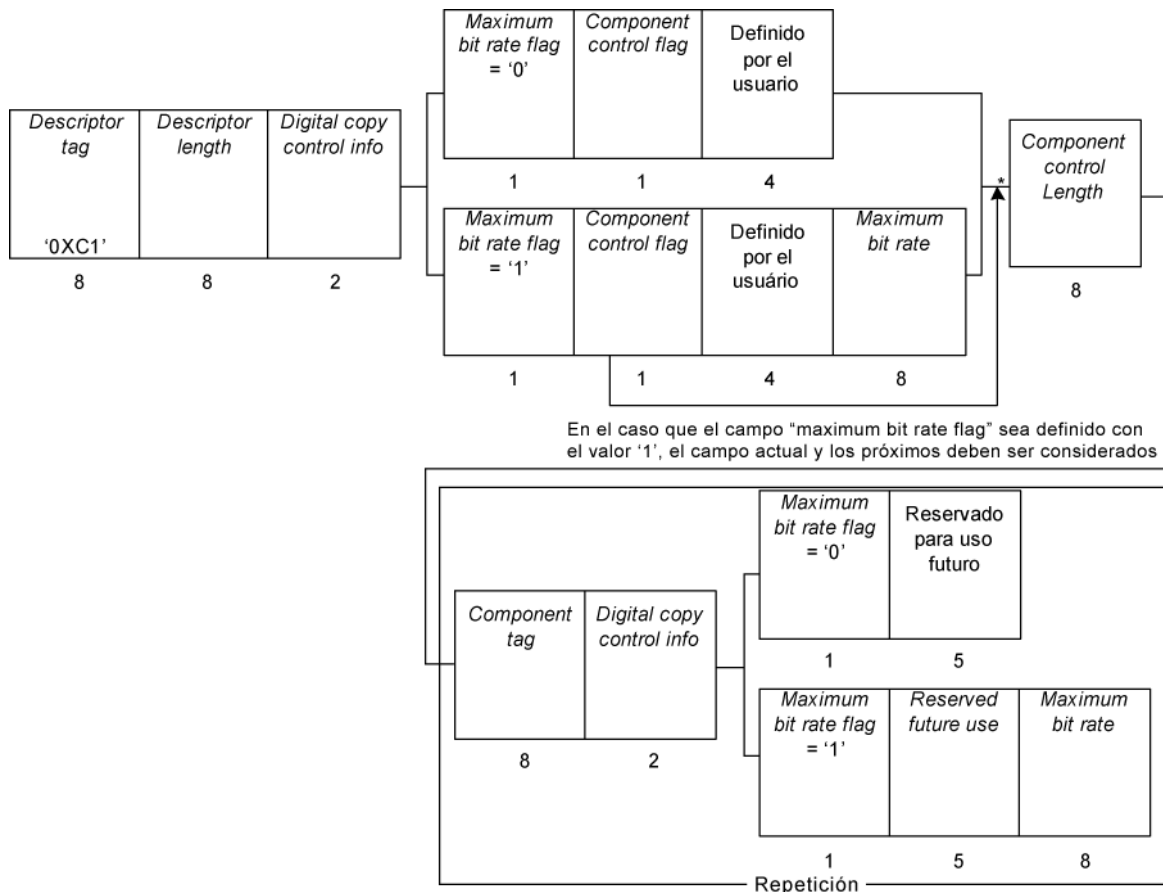 Maximum
bit rate flag
= ‘0’
Component
control flag
Definido
por el
usuario
1
1
4
Descriptor
tag
‘0XC1’
Descriptor
length
Digital copy
control info
8
8
2
Maximum
bit rate flag
= ‘1’
Component
control flag
Definido
por el
usuário
Maximum
bit rate
1
1
4
8
*
Component
control
Length
8
En el caso que el campo “maximum bit rate flag” sea definido con
el valor ‘1’, el campo actual y los próximos deben ser considerados
Maximum
bit rate flag
= ‘0’
Reservado
para uso
futuro
1
5
Component
tag
Digital copy
control info
8
2
Maximum
bit rate flag
= ‘1’
Reserved
future use
Maximum
bit rate
1
5
8
Repetición